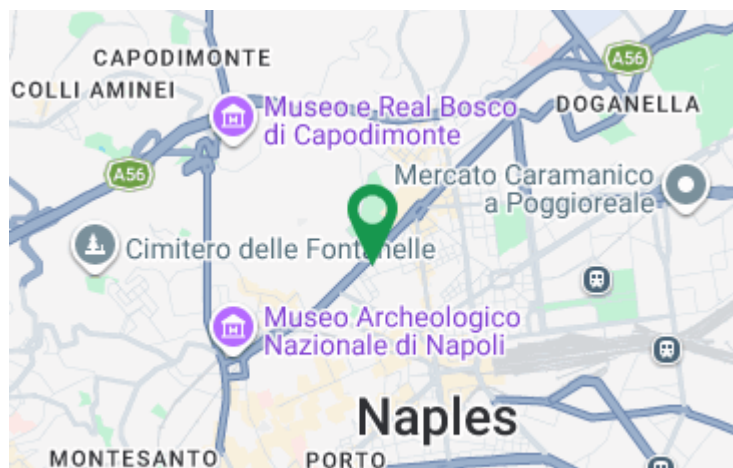 CAPODIMONTE
COLLI AMINEI
A56
Museo e Real Bosco
di Capodimonte
DOGANELLA
A56
Mercato Caramanico
a Poggioreale
Cimitero delle Fontanelle
Museo Archeologico
Nazionale di Napoli
Naples
MONTESANTO
PORTO